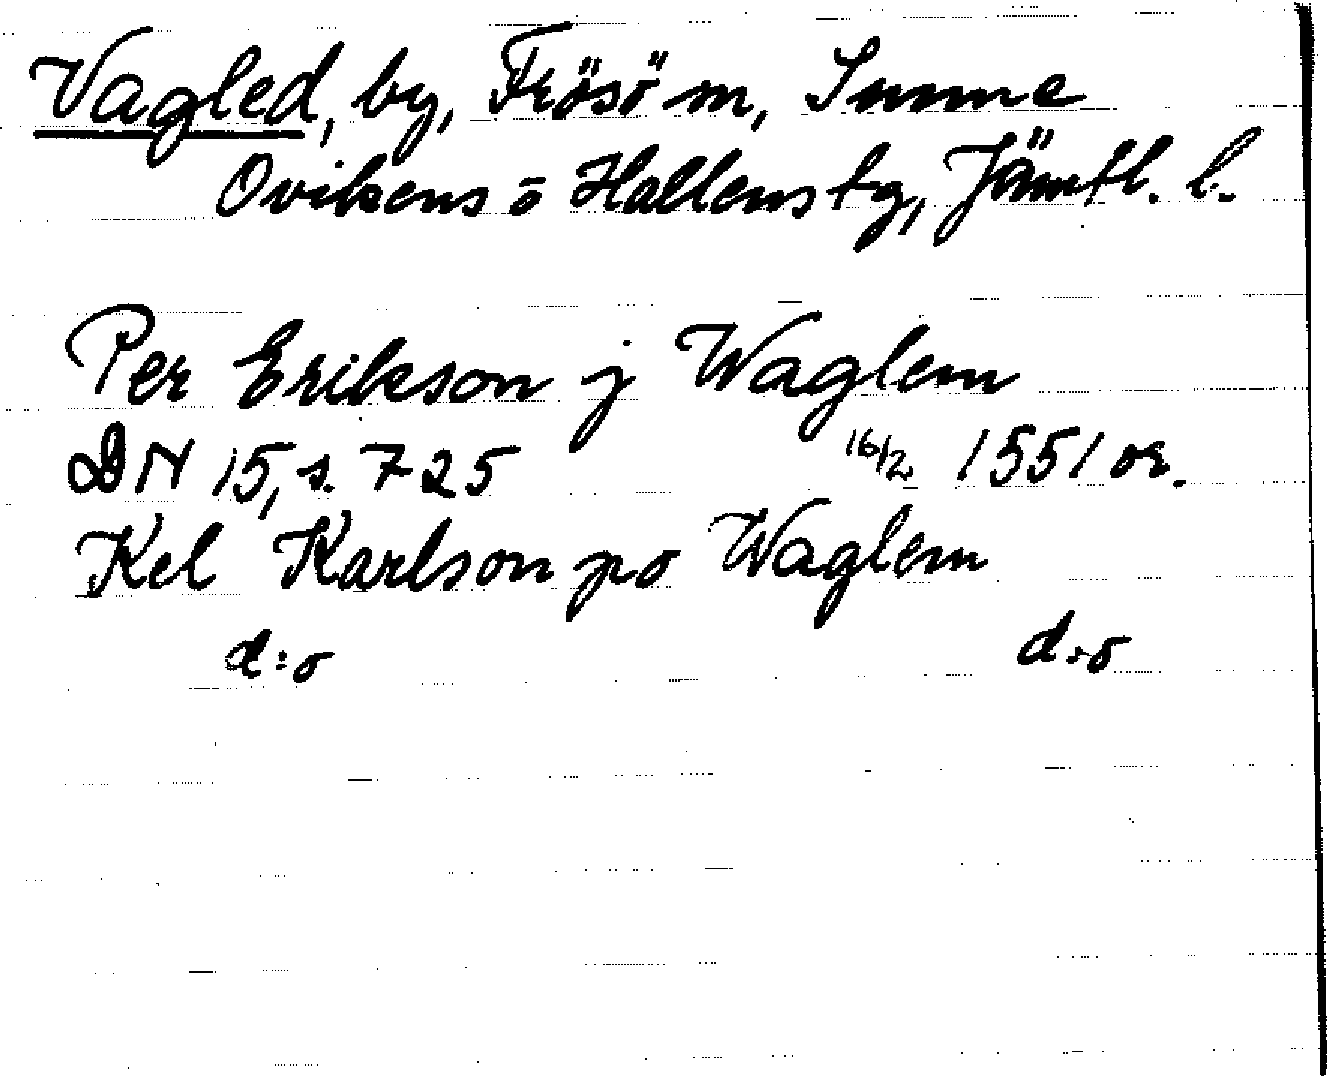 Vagled, by, Frösö sn, Sunne
Ovikens o Hallens tg, Jämtl. l.
Per Erikson j Waglem
DN 15, s. 725 16/2 1551 or.
Kel Karlson po Waglem
d:o d:o